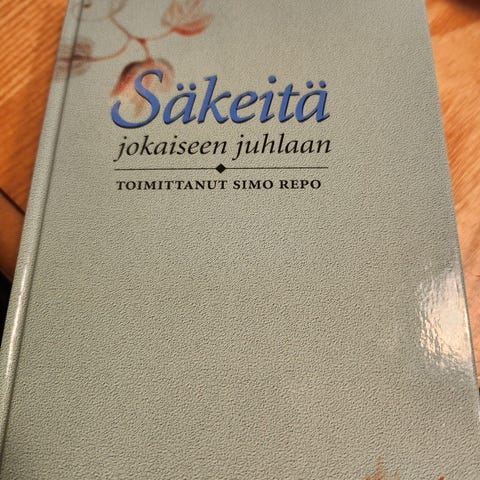 Säkeitä
jokaiseen juhlaan
TOIMITTANUT SIMO REPO